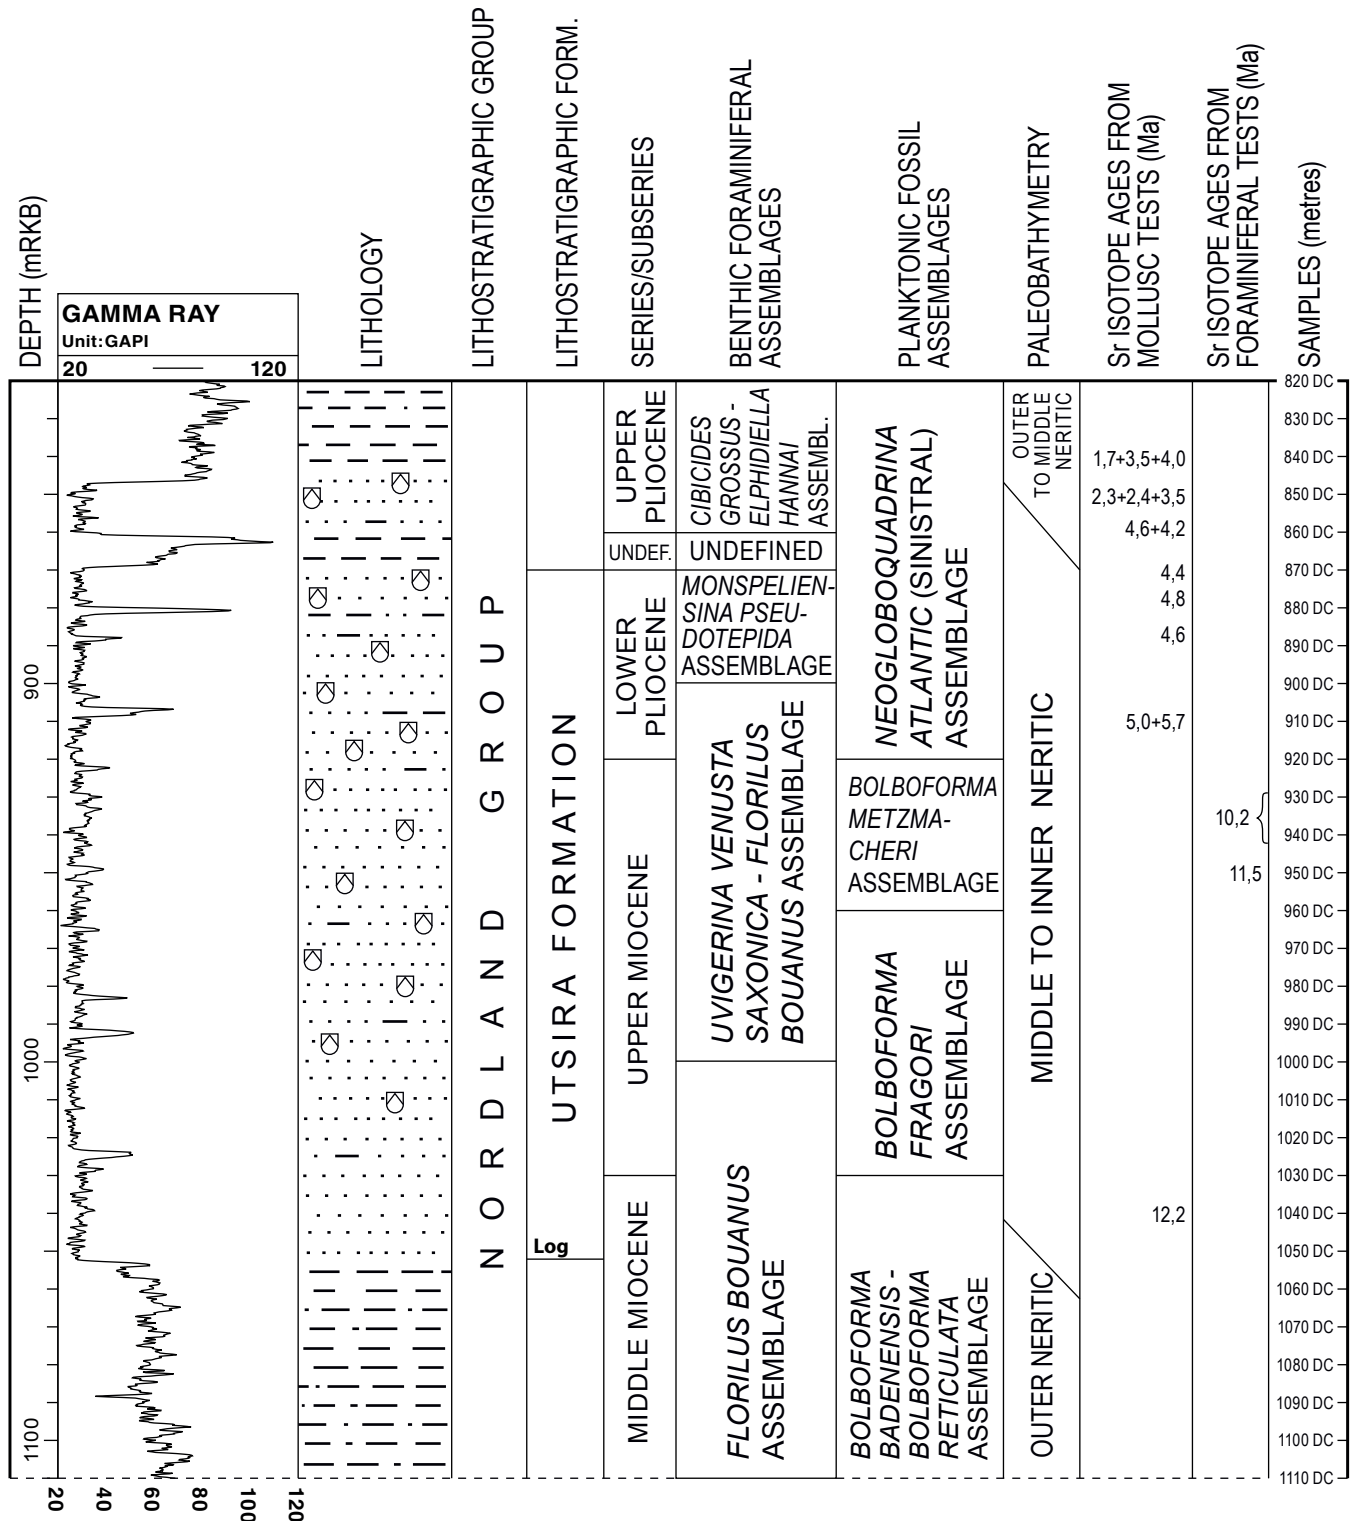 DEPTH (mRKB)
GAMMA RAY
Unit: GAPI
20
120
LITHOLOGY
LITHOSTRATIGRAPHIC GROUP
LITHOSTRATIGRAPHIC FORM.
SERIES/SUBSERIES
BENTHIC FORAMINIFERAL
ASSEMBLAGES
PLANKTONIC FOSSIL
ASSEMBLAGES
PALEOBATHYMETRY
Sr ISOTOPE AGES FROM
MOLLUSC TESTS (Ma)
Sr ISOTOPE AGES FROM
FORAMINIFERAL TESTS (Ma)
SAMPLES (metres)
900
1000
1100
20
40
60
80
100
120
NORDLAND GROUP
UTSIRA FORMATION
Log
UPPER
PLIOCENE
UNDEF.
LOWER
PLIOCENE
UPPER MIOCENE
MIDDLE MIOCENE
CIBICIDES
GROSSUS -
ELPHIDIELLA
HANNAI
ASSEMBL.
UNDEFINED
MONSPELIEN-
SINA PSEU-
DOTEPIDA
ASSEMBLAGE
UVIGERINA VENUSTA
SAXONICA - FLORILUS
BOUANUS ASSEMBLAGE
FLORILUS BOUANUS
ASSEMBLAGE
NEOGLOBOQUADRINA
ATLANTIC (SINISTRAL)
ASSEMBLAGE
BOLBOFORMA
METZMA-
CHERI
ASSEMBLAGE
BOLBOFORMA
FRAGORI
ASSEMBLAGE
BOLBOFORMA
BADENENSIS -
BOLBOFORMA
RETICULATA
ASSEMBLAGE
OUTER
TO MIDDLE
NERITIC
MIDDLE TO INNER NERITIC
OUTER NERITIC
1,7+3,5+4,0
2,3+2,4+3,5
4,6+4,2
4,4
4,8
4,6
5,0+5,7
12,2
10,2
11,5
820 DC
830 DC
840 DC
850 DC
860 DC
870 DC
880 DC
890 DC
900 DC
910 DC
920 DC
930 DC
940 DC
950 DC
960 DC
970 DC
980 DC
990 DC
1000 DC
1010 DC
1020 DC
1030 DC
1040 DC
1050 DC
1060 DC
1070 DC
1080 DC
1090 DC
1100 DC
1110 DC